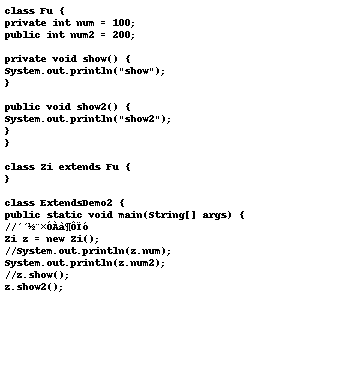 class Fu {
private int num = 100;
public int num2 = 200;
private void show() {
System.out.println("show");
}
public void show2() {
System.out.println("show2");
}
}
class Zi extends Fu {
}
class ExtendsDemo2 {
public static void main(String[] args) {
//´´½¨×ÓÀà¶ÔÏó
Zi z = new Zi();
//System.out.println(z.num);
System.out.println(z.num2);
//z.show();
z.show2();